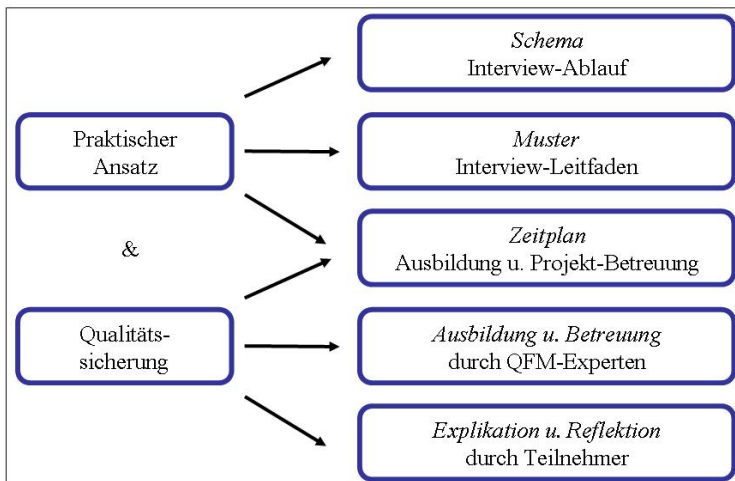 Praktischer
Ansatz
&
Qualitäts-
sicherung
Schema
Interview-Ablauf
Muster
Interview-Leitfaden
Zeitplan
Ausbildung u. Projekt-Betreuung
Ausbildung u. Betreuung
durch QFM-Experten
Explikation u. Reflektion
durch Teilnehmer